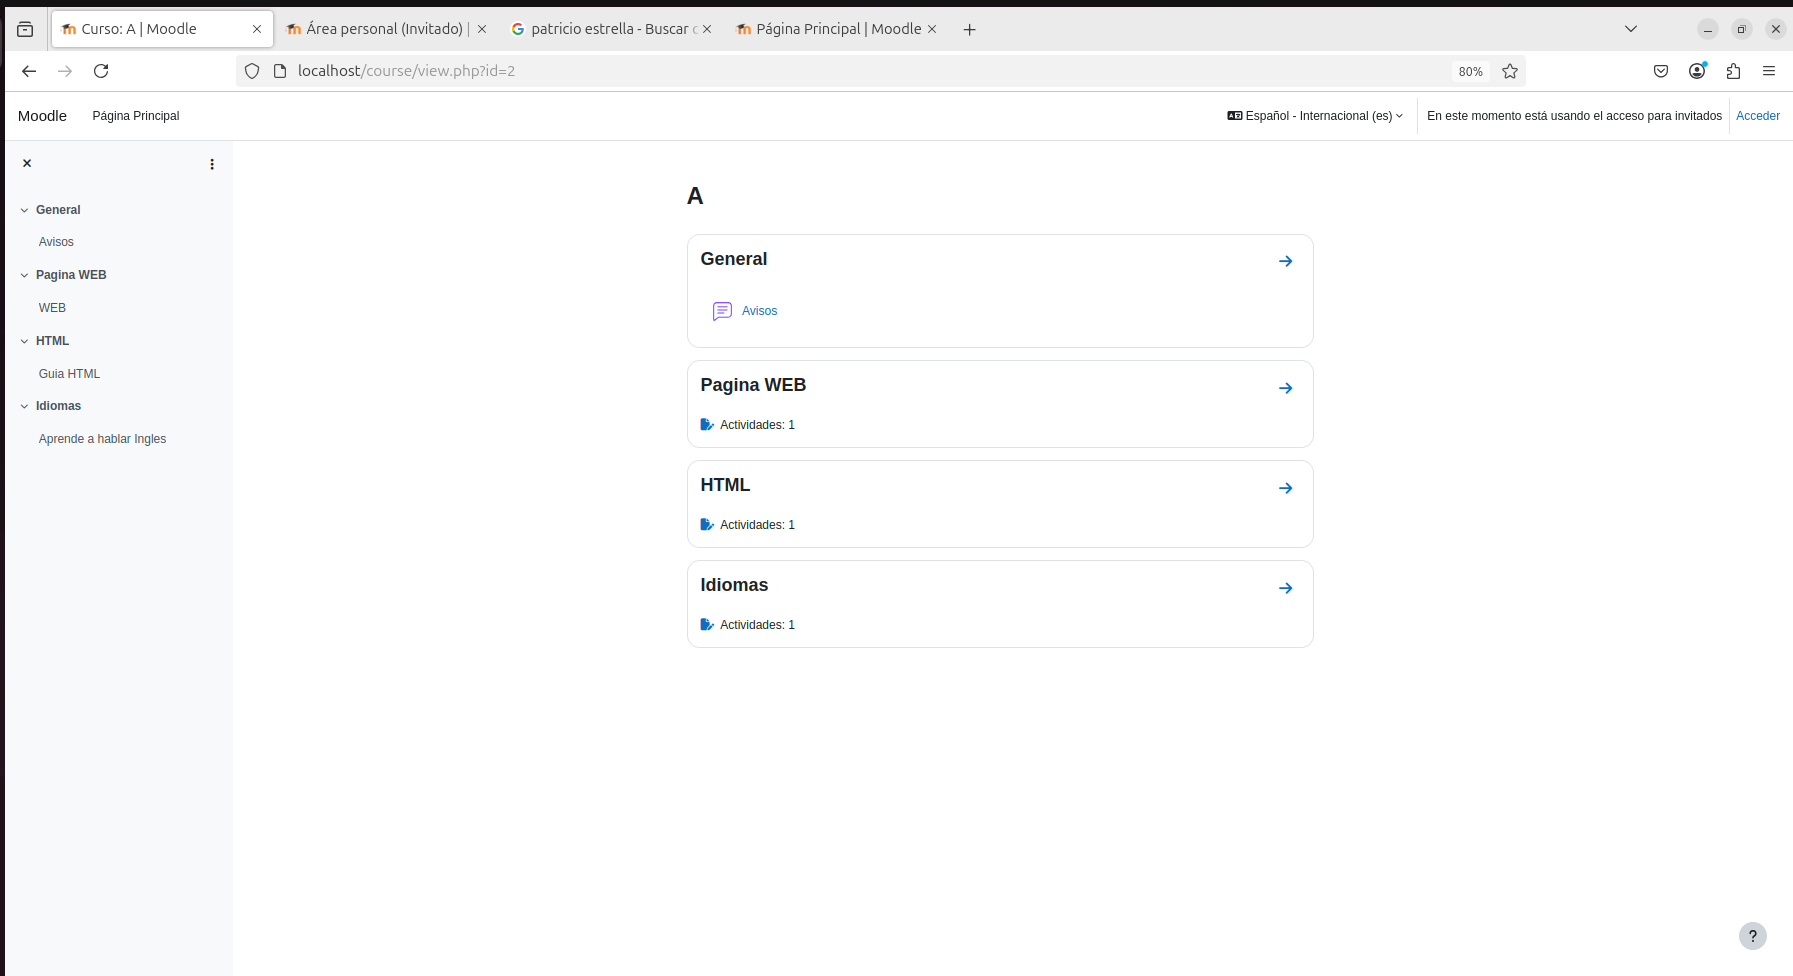 Curso: A | Moodle
Área personal (Invitado) |
patricio estrella - Buscar
Página Principal | Moodle
localhost/course/view.php?id=2
80%
Moodle
Página Principal
Español - Internacional (es)
En este momento está usando el acceso para invitados
Acceder
General
Avisos
Pagina WEB
WEB
HTML
Guia HTML
Idiomas
Aprende a hablar Ingles
A
General
Avisos
Pagina WEB
Actividades: 1
HTML
Actividades: 1
Idiomas
Actividades: 1
?